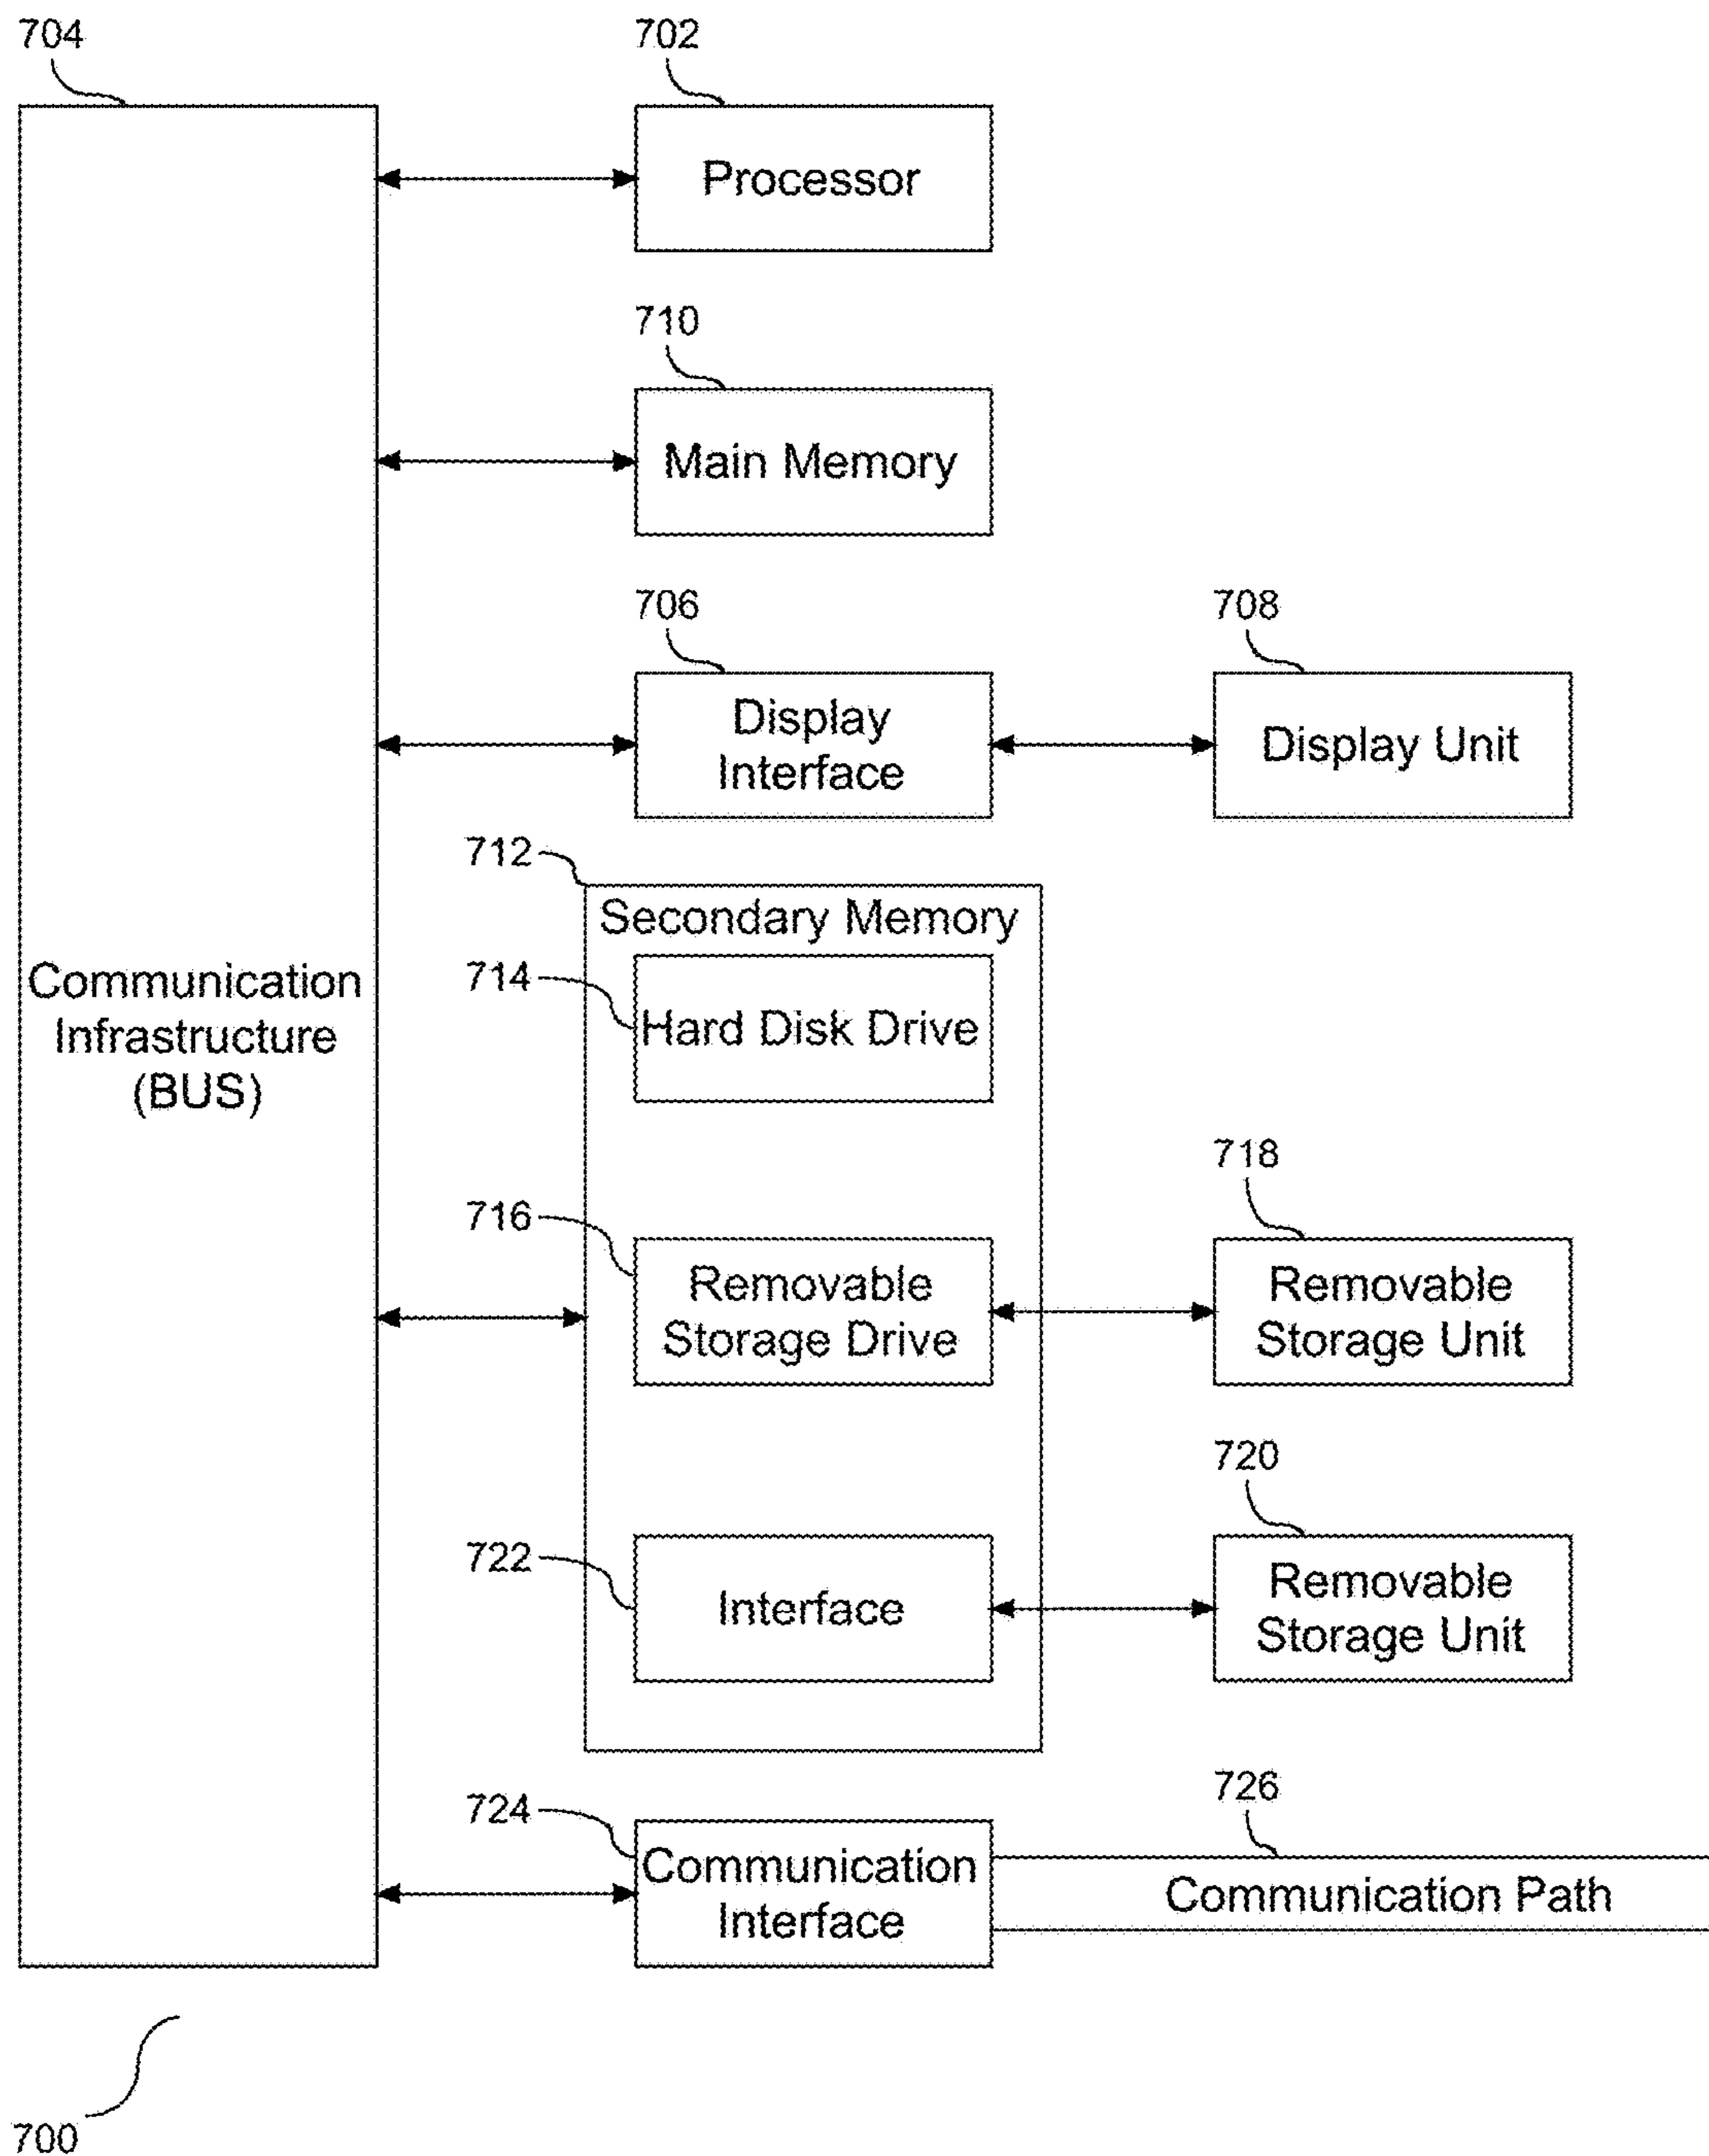 704
702
Processor
710
Main Memory
706
708
Display
Interface
Display Unit
712
Secondary Memory
714
Hard Disk Drive
Communication
Infrastructure
(BUS)
716
718
Removable
Storage Drive
Removable
Storage Unit
720
722
Interface
Removable
Storage Unit
724
726
Communication
Interface
Communication Path
700